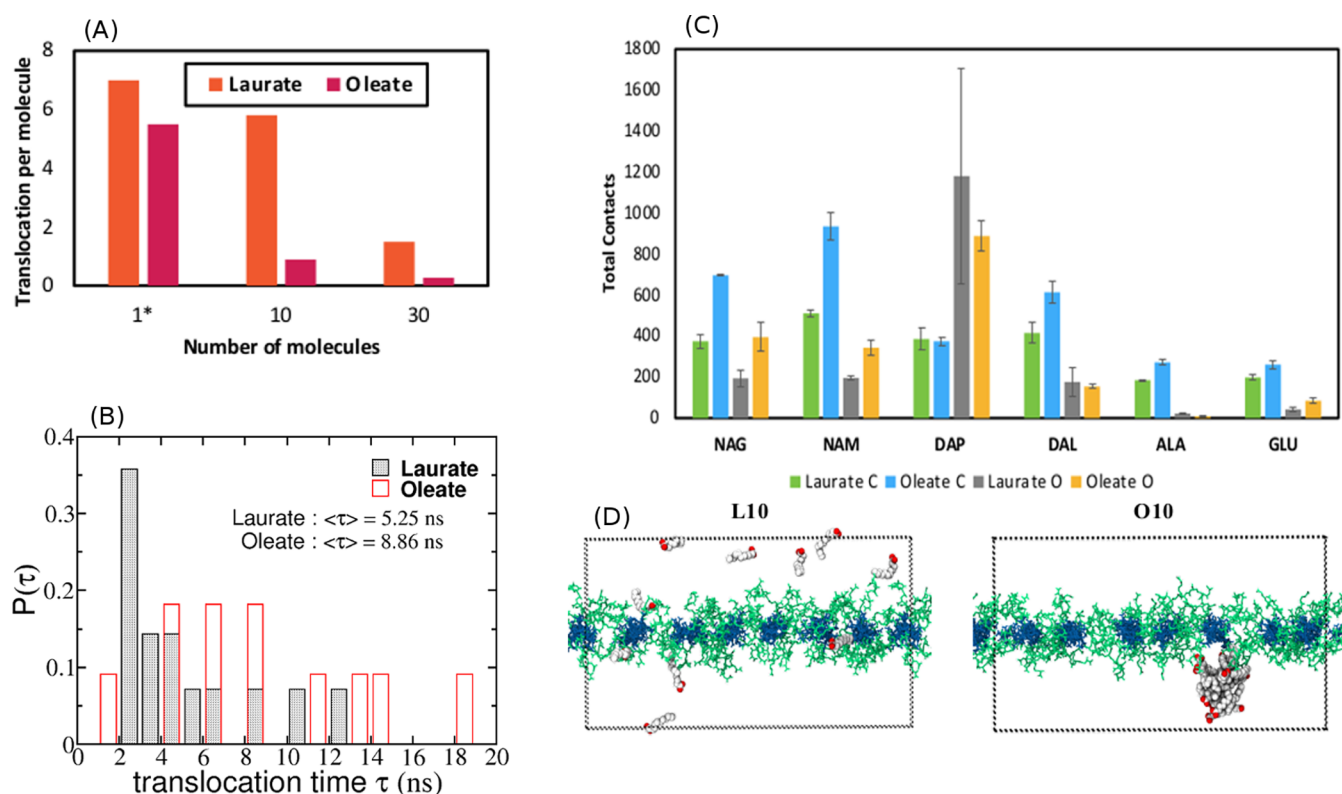 (A)
8
6
4
2
0
Translocation per molecule
Laurate Oleate
1* 10 30
Number of molecules
(B)
0.4
0.3
0.2
0.1
0
P(τ)
Laurate
Oleate
Laurate : <τ> = 5.25 ns
Oleate : <τ> = 8.86 ns
0 2 4 6 8 10 12 14 16 18 20
translocation time τ (ns)
(C)
1800
1600
1400
1200
1000
800
600
400
200
0
Total Contacts
NAG NAM DAP DAL ALA GLU
Laurate C Oleate C Laurate O Oleate O
(D)
L10
O10